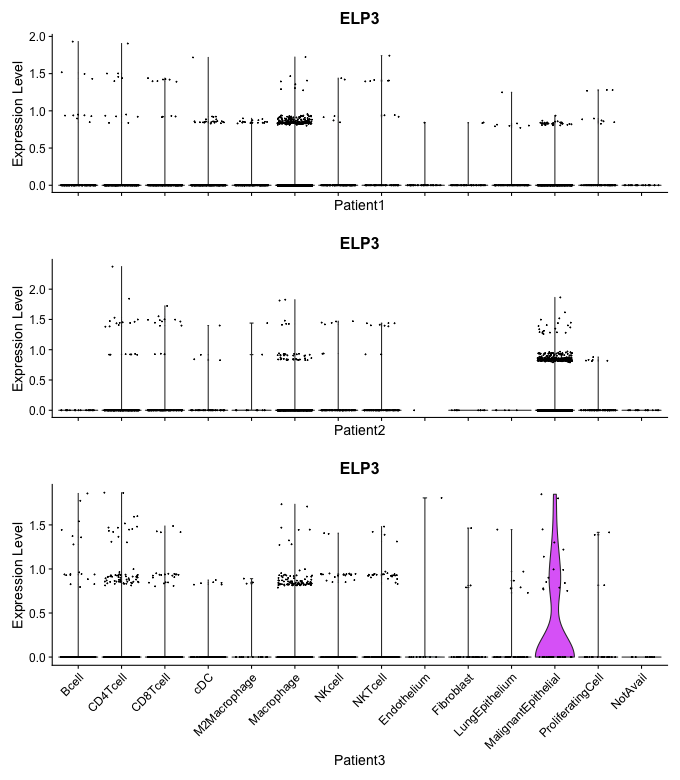 ELP3
Expression Level
2.0
1.5
1.0
0.5
0.0
Patient1
ELP3
Expression Level
2.0
1.5
1.0
0.5
0.0
Patient2
ELP3
Expression Level
1.5
1.0
0.5
0.0
Bcell
CD4Tcell
CD8Tcell
cDC
M2Macrophage
Macrophage
NKcell
NKTcell
Endothelium
Fibroblast
LungEpithelium
MalignantEpithelial
ProliferatingCell
NotAvail
Patient3